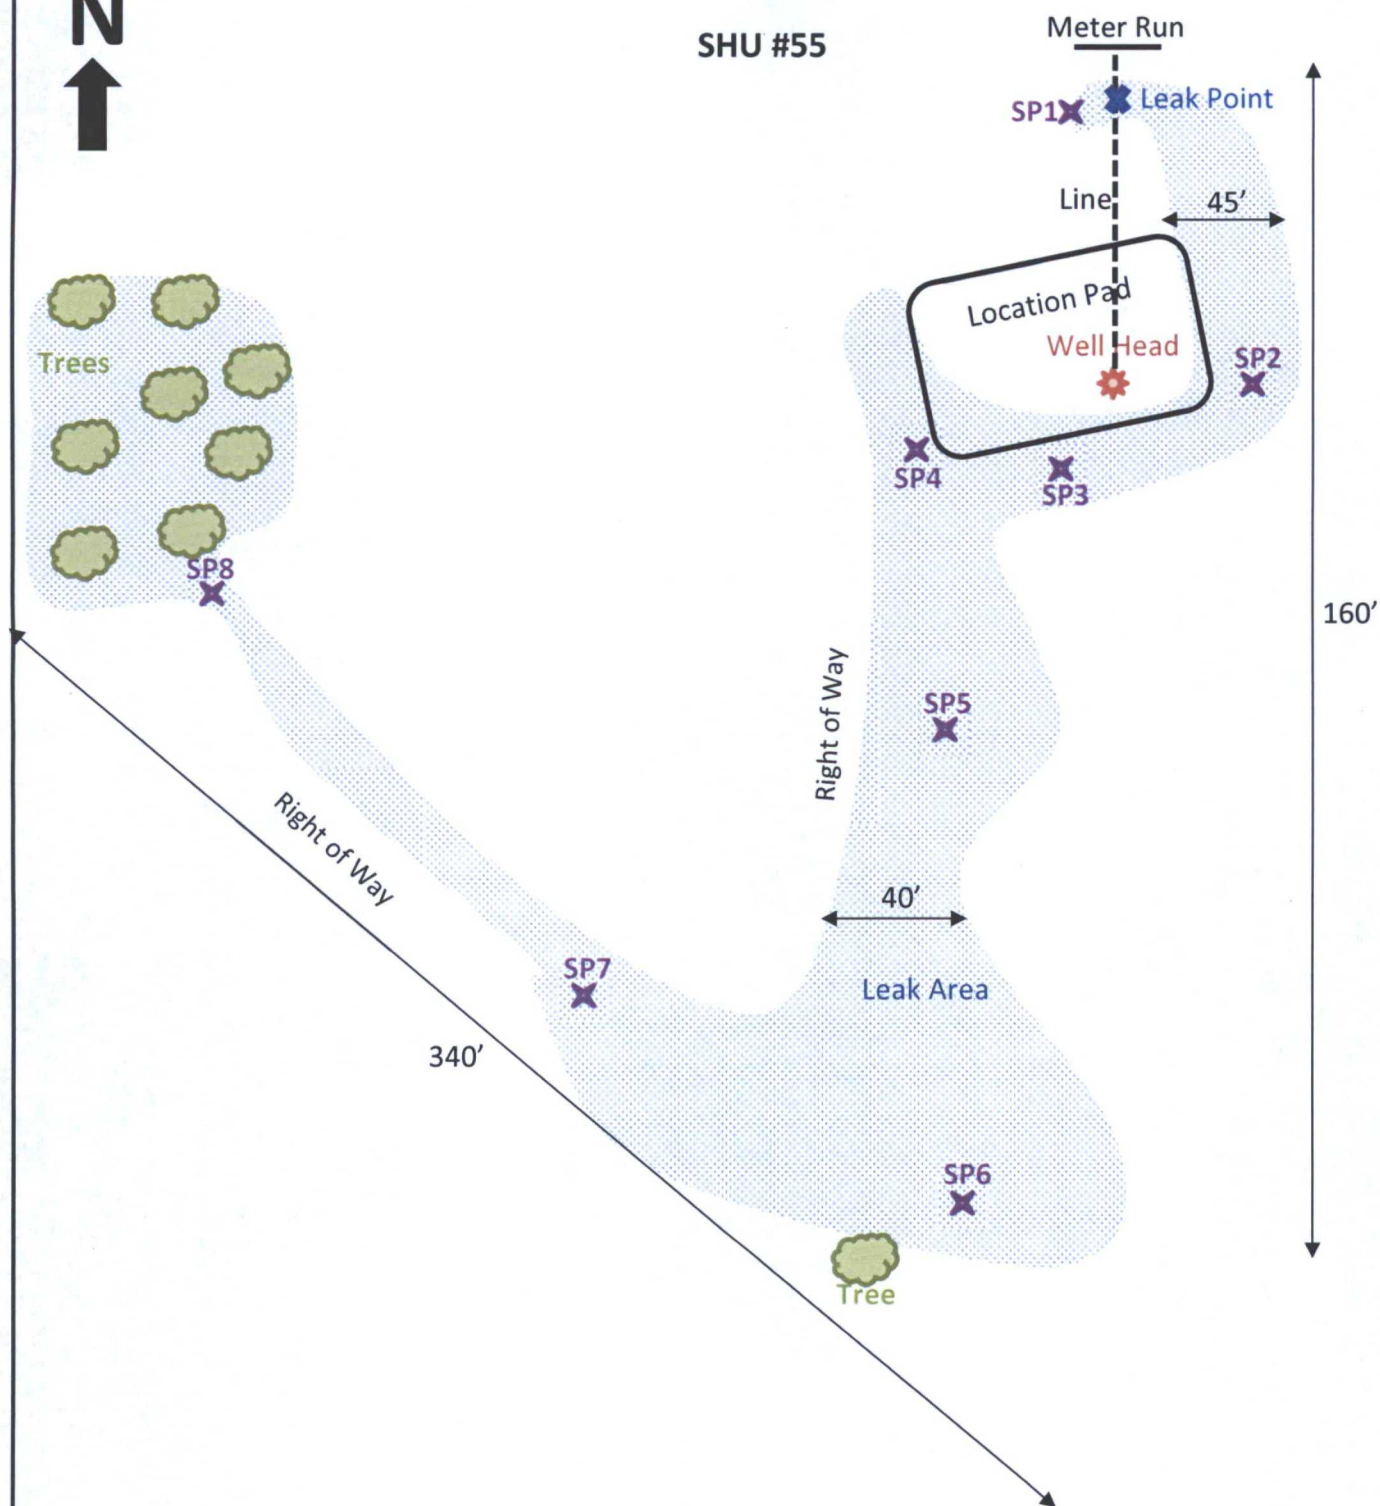 N
SHU #55
Meter Run
SP1
Leak Point
Line
45’
Location Pad
Well Head
Trees
SP2
SP4
SP3
SP8
160’
Right of Way
SP5
Right of Way
40’
SP7
Leak Area
340’
SP6
Tree